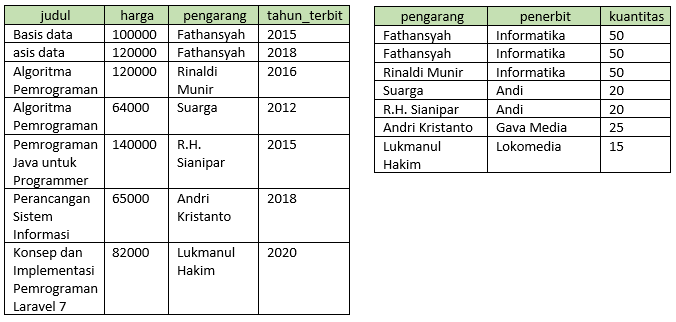 judul harga pengarang tahun_terbit
Basis data 100000 Fathansyah 2015
asis data 120000 Fathansyah 2018
Algoritma 120000 Rinaldi 2016
Pemrograman Munir
Algoritma 64000 Suarga 2012
Pemrograman
Pemrograman 140000 R.H. 2015
Java untuk Sianipar
Programmer
Perancangan 65000 Andri 2018
Sistem Kristanto
Informasi
Konsep dan 82000 Lukmanul 2020
Implementasi Hakim
Pemrograman
Laravel 7
pengarang penerbit kuantitas
Fathansyah Informatika 50
Fathansyah Informatika 50
Rinaldi Munir Informatika 50
Suarga Andi 20
R.H. Sianipar Andi 20
Andri Kristanto Gava Media 25
Lukmanul Lokomedia 15
Hakim